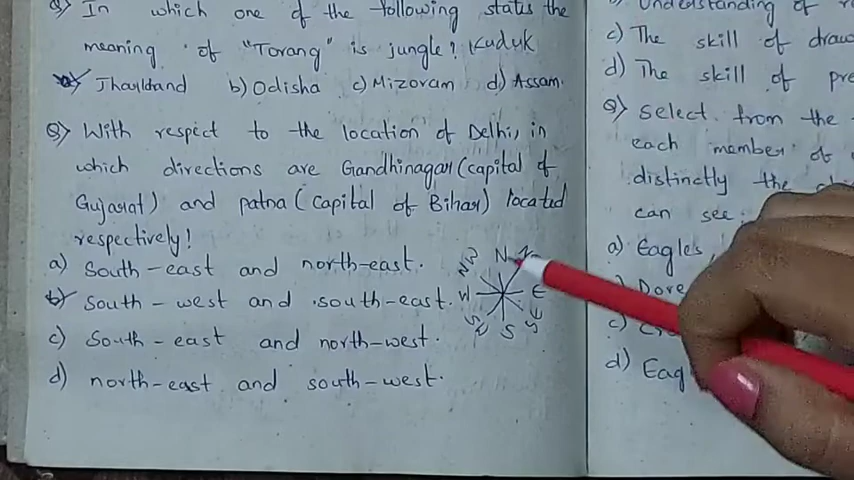 Q) In which one of the following states the
meaning of "Torang" is jungle? Kuduk
a) Jharkhand b) Odisha c) Mizoram d) Assam.
Q) With respect to the location of Delhi, in
which directions are Gandhinagar (capital of
Gujarat) and patna (Capital of Bihar) located
respectively!
a) South-east and north-east.
b) South-west and south-east.
c) South-east and north-west.
d) north-east and south-west.
NW N
W E
SW S SE
c) The skill of
d) The skill of
Q) Select from the
each member of
distinctly the
can see:
a) Eagles,
c)
d)